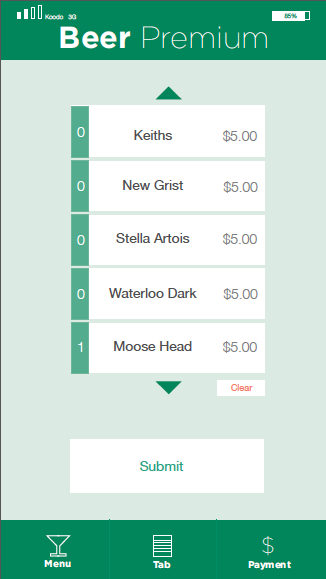 Koodo 3G 85%
Beer Premium
0 Keiths $5.00
0 New Grist $5.00
0 Stella Artois $5.00
0 Waterloo Dark $5.00
1 Moose Head $5.00
Clear
Submit
Menu Tab $ Payment